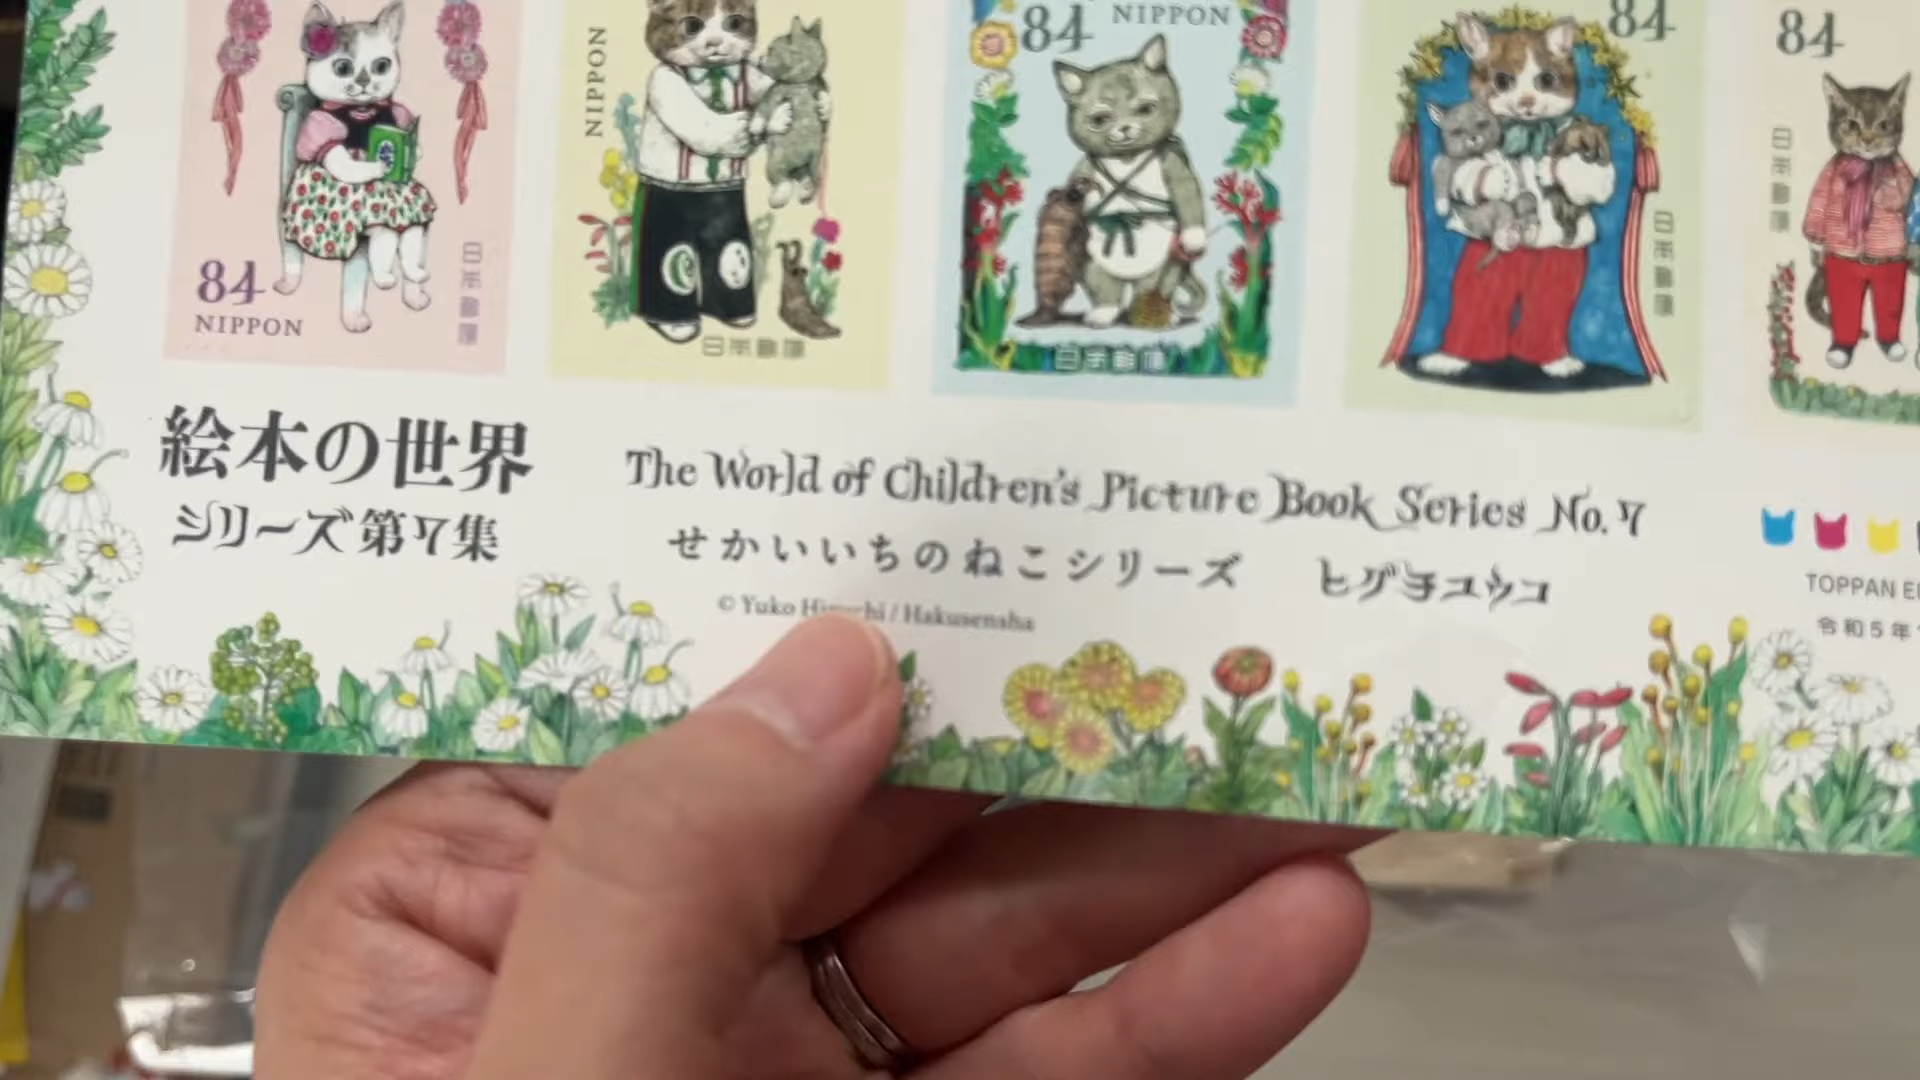 84 NIPPON
84
84
NIPPON
84
NIPPON
日本郵便
日本郵便
日本郵便
日本郵便
日本郵便
絵本の世界
シリーズ第7集
The World of Children's Picture Book Series No.7
せかいいちのねこシリーズ ヒグチユウコ
© Yuko / Hakusensha
TOPPAN
令和5年